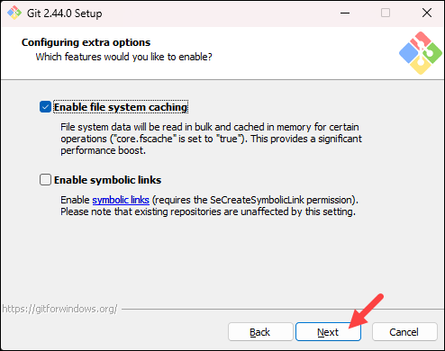 Git 2.44.0 Setup
Configuring extra options
Which features would you like to enable?
Enable file system caching
File system data will be read in bulk and cached in memory for certain
operations ("core.fscache" is set to "true"). This provides a significant
performance boost.
Enable symbolic links
Enable symbolic links (requires the SeCreateSymbolicLink permission).
Please note that existing repositories are unaffected by this setting.
https://gitforwindows.org/
Back Next Cancel